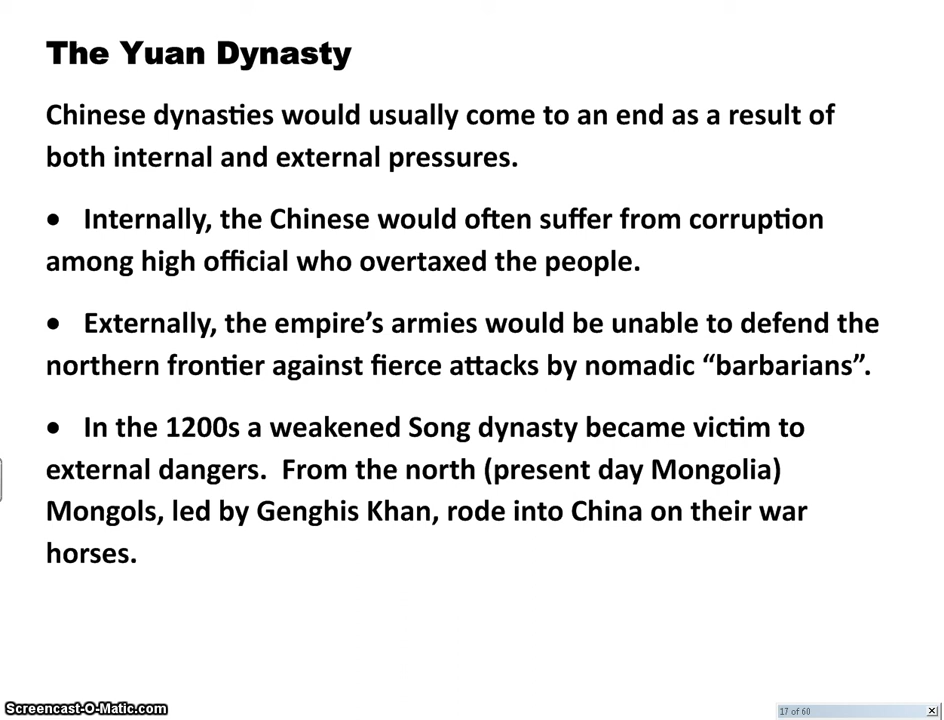 The Yuan Dynasty
Chinese dynasties would usually come to an end as a result of
both internal and external pressures.
• Internally, the Chinese would often suffer from corruption
among high official who overtaxed the people.
• Externally, the empire’s armies would be unable to defend the
northern frontier against fierce attacks by nomadic “barbarians”.
• In the 1200s a weakened Song dynasty became victim to
external dangers. From the north (present day Mongolia)
Mongols, led by Genghis Khan, rode into China on their war
horses.
Screencast-O-Matic.com
17 of 60